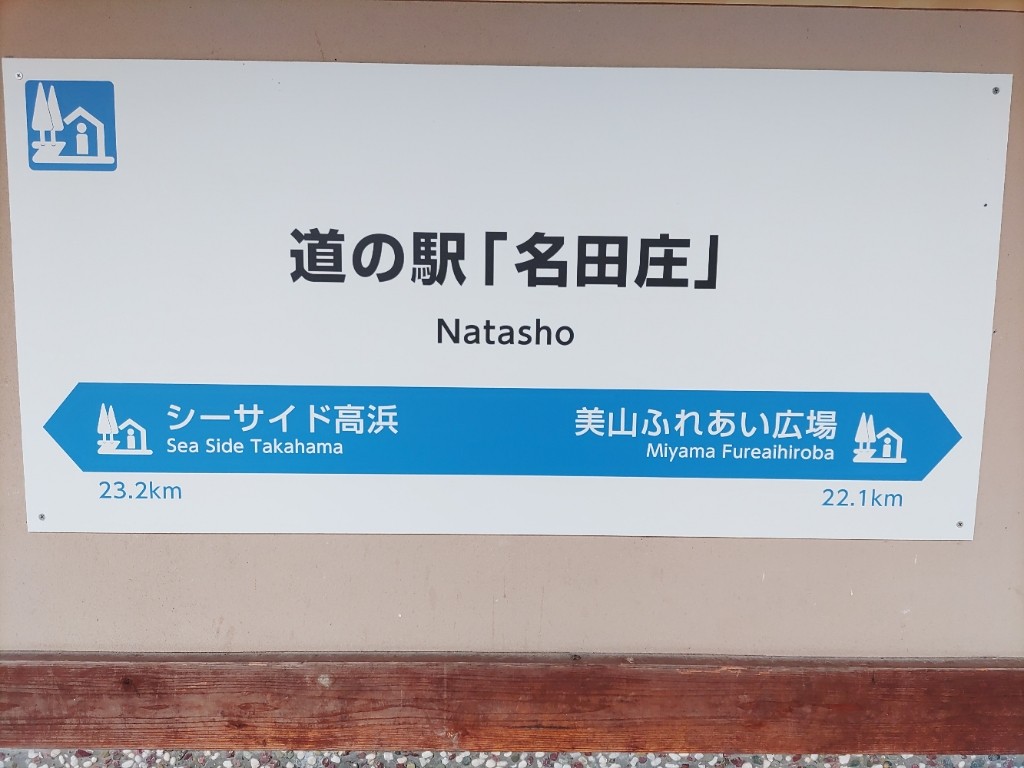 道の駅「名田庄」
Natasho
シーサイド高浜
Sea Side Takahama
23.2km
美山ふれあい広場
Miyama Fureaihiroba
22.1km